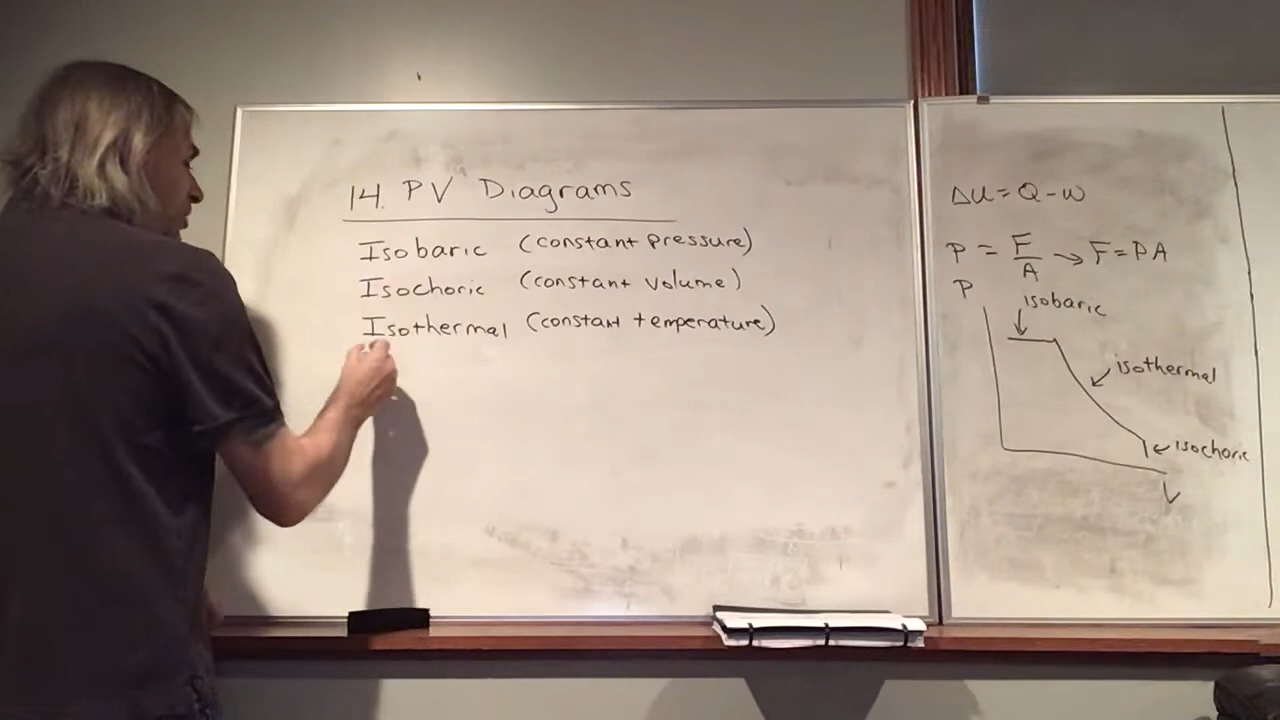 14. PV Diagrams
Isobaric (constant pressure)
Isochoric (constant volume)
Isothermal (constant temperature)
ΔU = Q - W
P = F/A → F = PA
P
isobaric
isothermal
isochoric
V